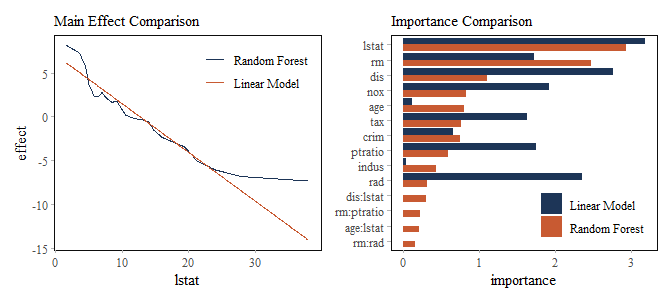 Main Effect Comparison
Random Forest
Linear Model
5
0
-5
-10
-15
0
10
20
30
effect
lstat
Importance Comparison
lstat
rm
dis
nox
age
tax
crim
ptratio
indus
rad
dis:lstat
rm:ptratio
age:lstat
rm:rad
Linear Model
Random Forest
0
1
2
3
importance